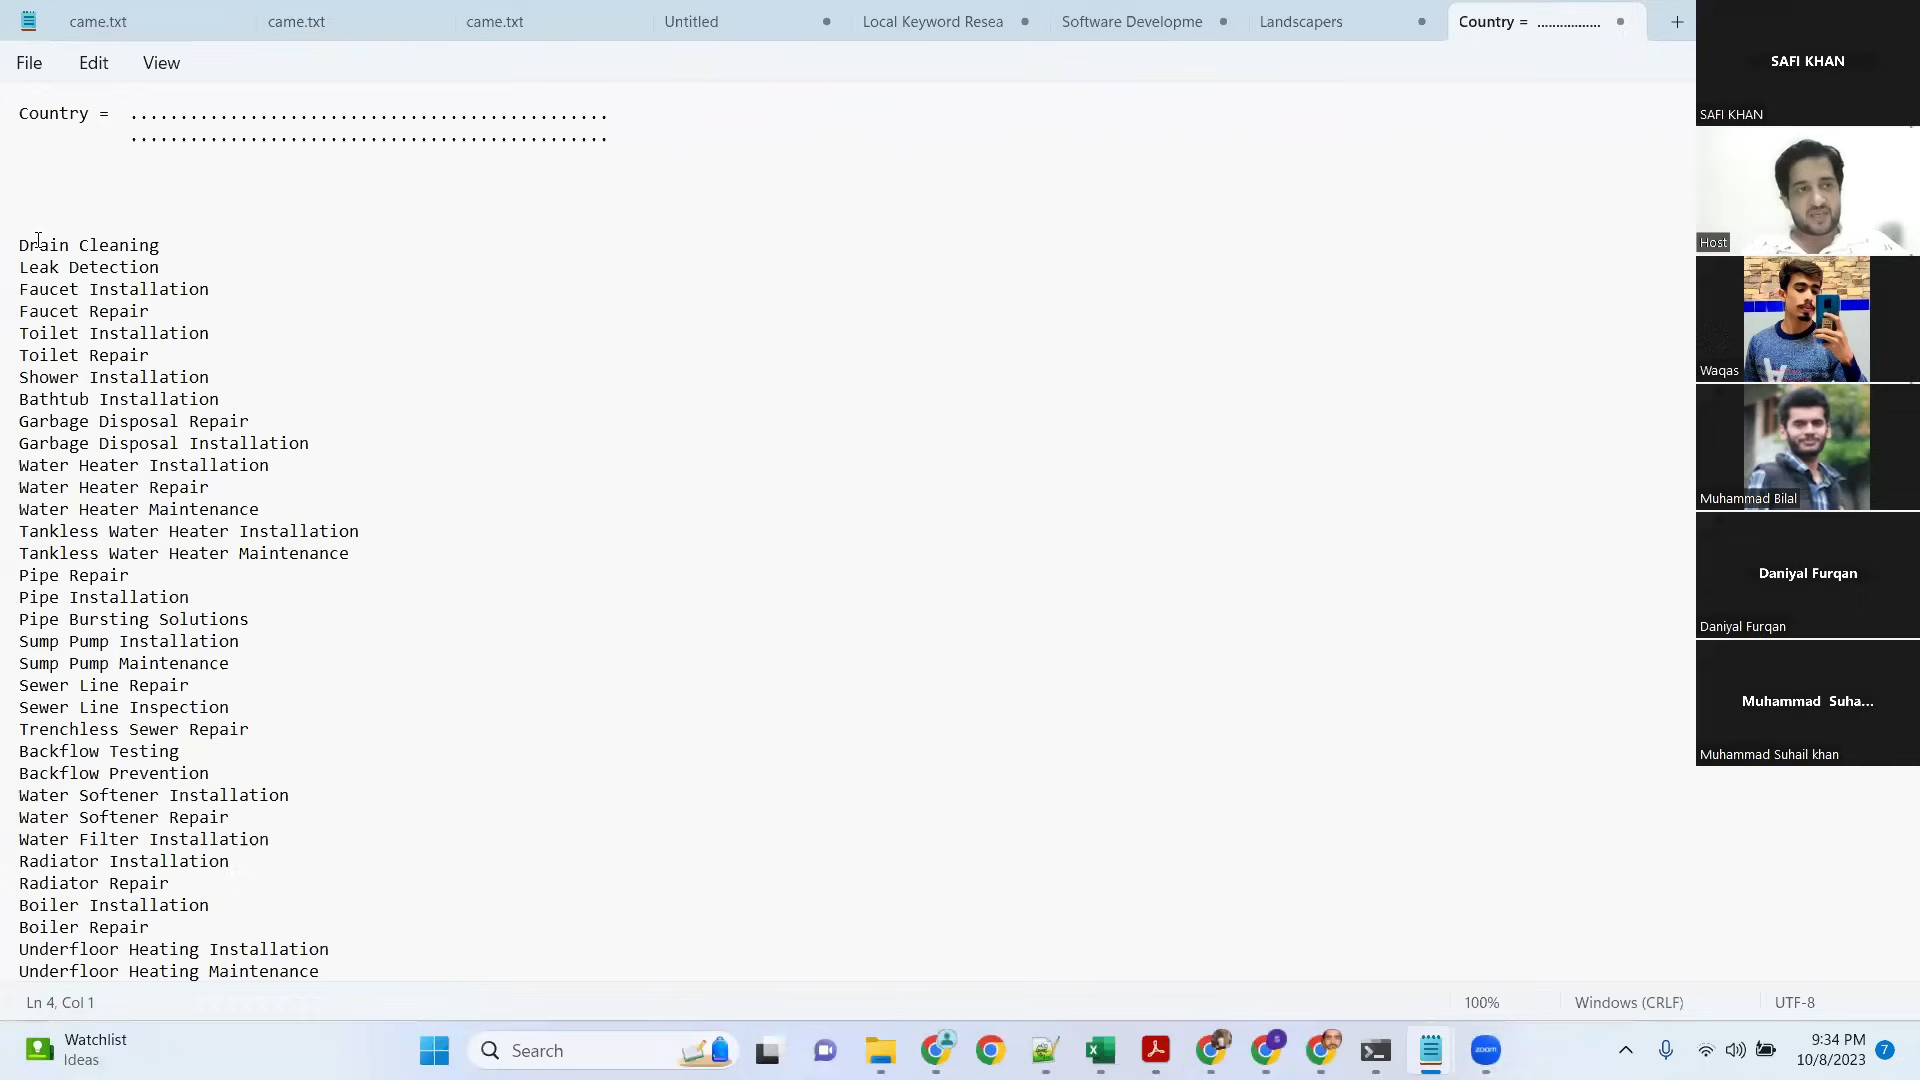 came.txt
came.txt
came.txt
Untitled
Local Keyword Resea
Software Developme
Landscapers
Country = .................
File
Edit
View
Country = ................................................
................................................
Drain Cleaning
Leak Detection
Faucet Installation
Faucet Repair
Toilet Installation
Toilet Repair
Shower Installation
Bathtub Installation
Garbage Disposal Repair
Garbage Disposal Installation
Water Heater Installation
Water Heater Repair
Water Heater Maintenance
Tankless Water Heater Installation
Tankless Water Heater Maintenance
Pipe Repair
Pipe Installation
Pipe Bursting Solutions
Sump Pump Installation
Sump Pump Maintenance
Sewer Line Repair
Sewer Line Inspection
Trenchless Sewer Repair
Backflow Testing
Backflow Prevention
Water Softener Installation
Water Softener Repair
Water Filter Installation
Radiator Installation
Radiator Repair
Boiler Installation
Boiler Repair
Underfloor Heating Installation
Underfloor Heating Maintenance
SAFI KHAN
SAFI KHAN
Host
Waqas
Muhammad Bilal
Daniyal Furqan
Daniyal Furqan
Muhammad Suha...
Muhammad Suhail khan
Ln 4, Col 1
100%
Windows (CRLF)
UTF-8
Watchlist
Ideas
Search
zoom
9:34 PM
10/8/2023
7